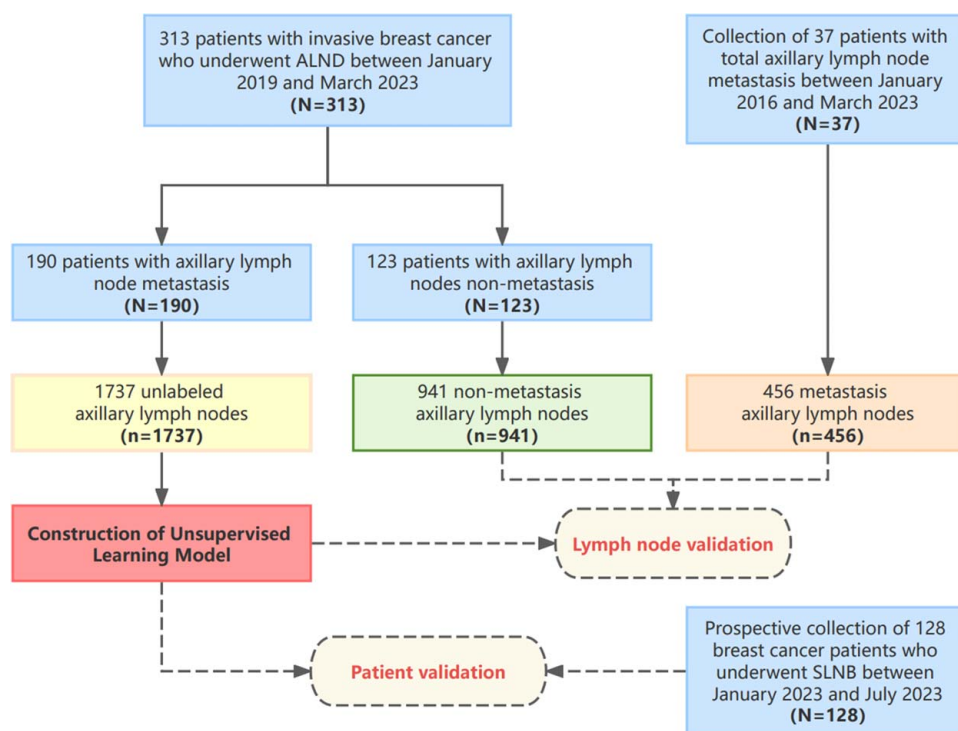 313 patients with invasive breast cancer
who underwent ALND between January
2019 and March 2023
(N=313)
Collection of 37 patients with
total axillary lymph node
metastasis between January
2016 and March 2023
(N=37)
190 patients with axillary lymph
node metastasis
(N=190)
123 patients with axillary lymph
nodes non-metastasis
(N=123)
1737 unlabeled
axillary lymph nodes
(n=1737)
941 non-metastasis
axillary lymph nodes
(n=941)
456 metastasis
axillary lymph nodes
(n=456)
Construction of Unsupervised
Learning Model
Lymph node validation
Patient validation
Prospective collection of 128
breast cancer patients who
underwent SLNB between
January 2023 and July 2023
(N=128)